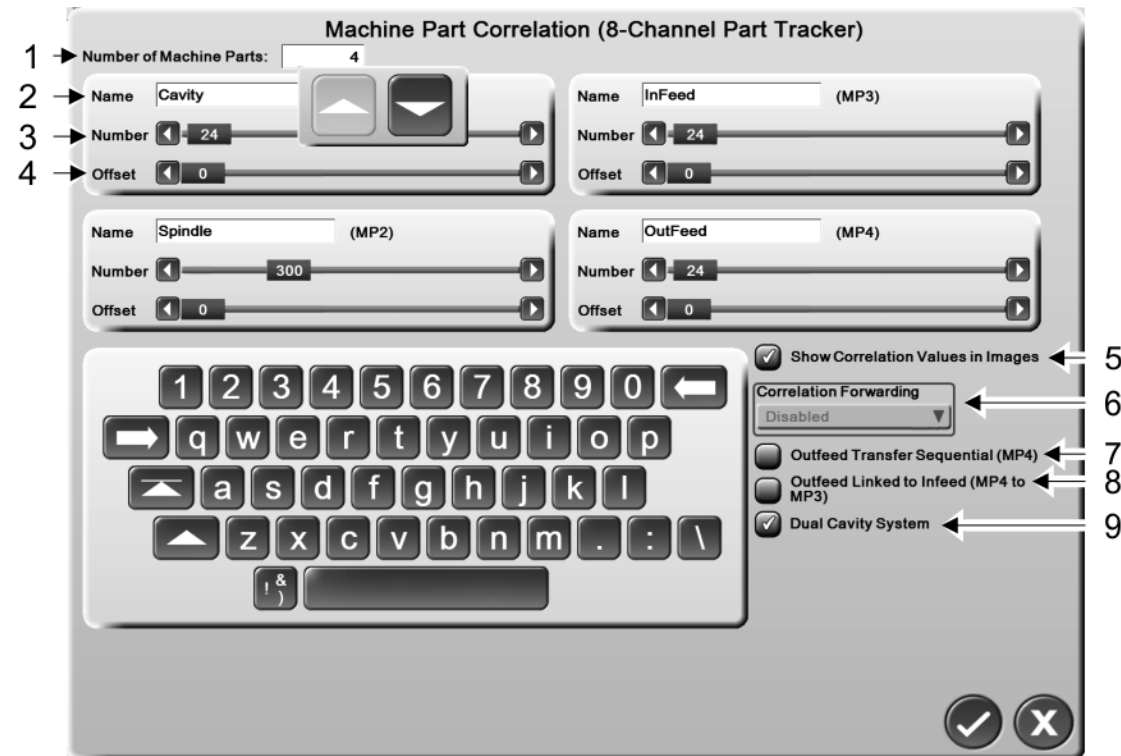 Machine Part Correlation (8-Channel Part Tracker)
1 Number of Machine Parts: 4
2 Name Cavity
3 Number 24
4 Offset 0
Name InFeed (MP3)
Number 24
Offset 0
Name Spindle (MP2)
Number 300
Offset 0
Name OutFeed (MP4)
Number 24
Offset 0
1 2 3 4 5 6 7 8 9 0
q w e r t y u i o p
a s d f g h j k l
z x c v b n m . : \
! & )
Show Correlation Values in Images 5
Correlation Forwarding
Disabled 6
Outfeed Transfer Sequential (MP4) 7
Outfeed Linked to Infeed (MP4 to 8
MP3)
Dual Cavity System 9
X